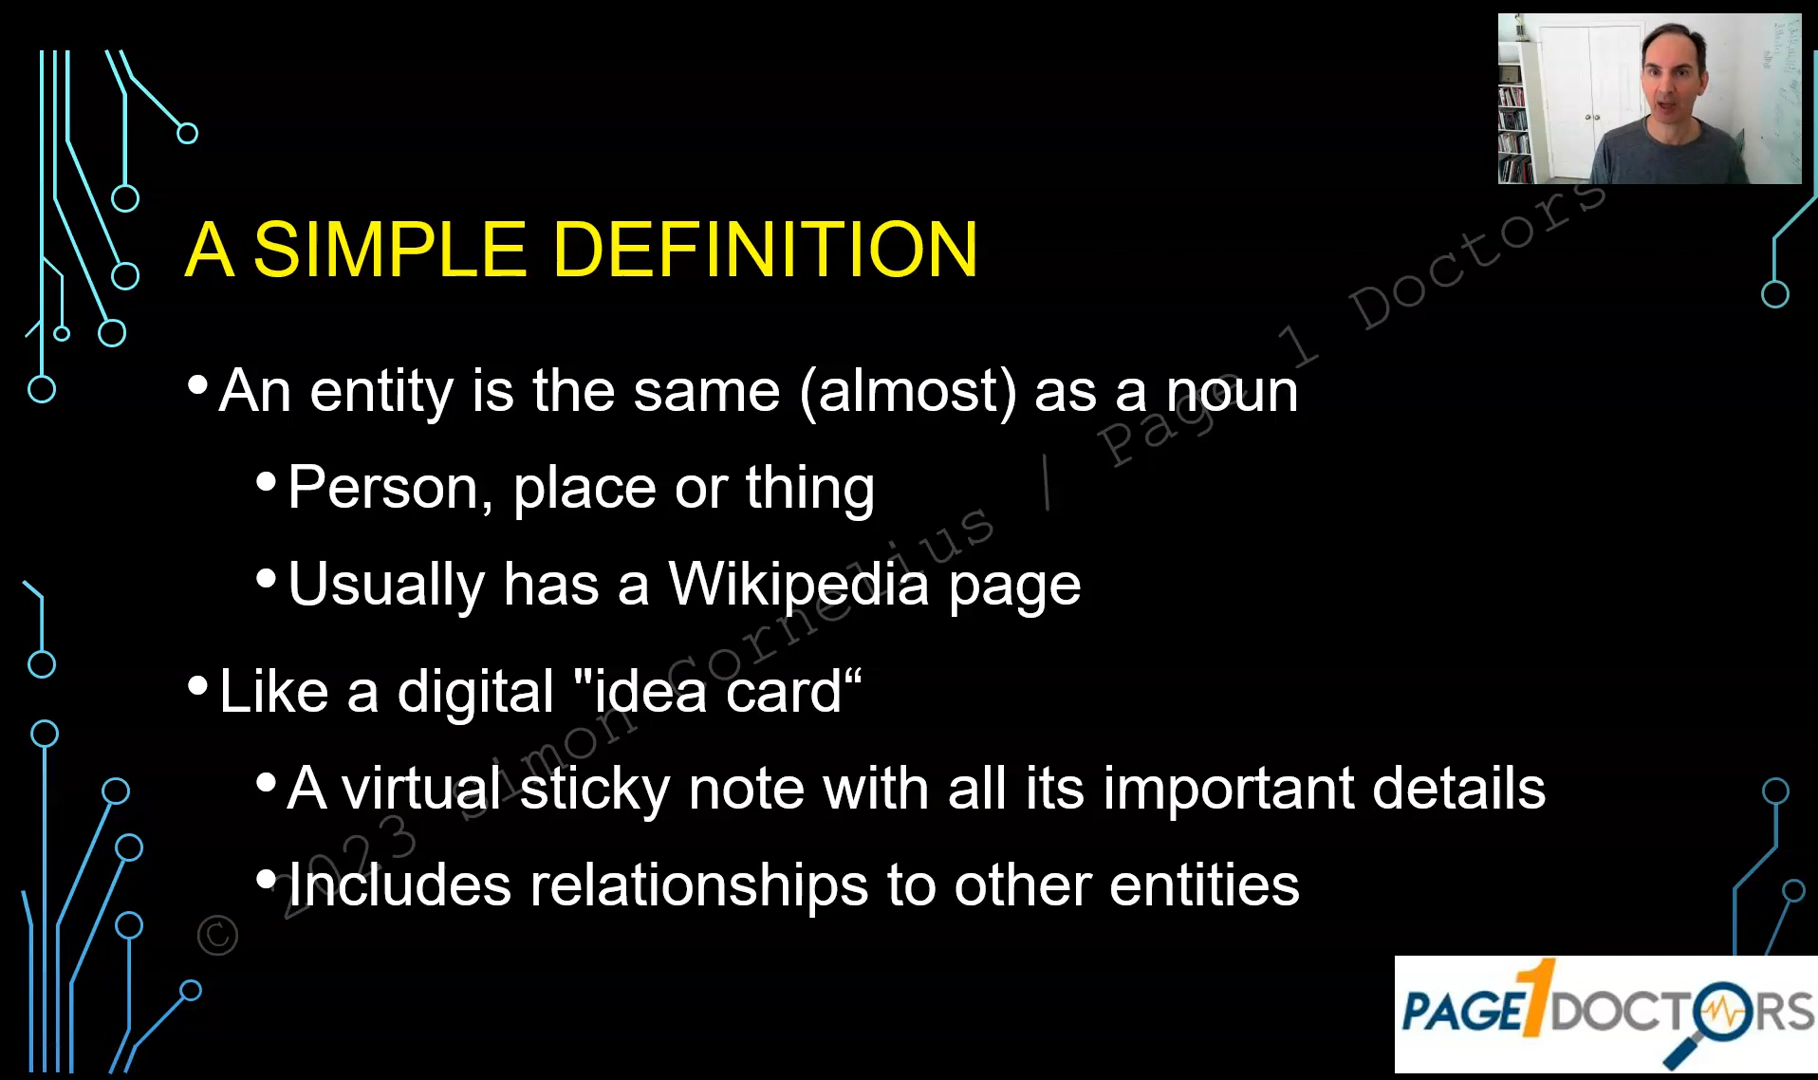 A SIMPLE DEFINITION
•An entity is the same (almost) as a noun
•Person, place or thing
•Usually has a Wikipedia page
•Like a digital "idea card“
•A virtual sticky note with all its important details
•Includes relationships to other entities
© 2023 Simon Cornelius / Page 1 Doctors
PAGE1DOCTORS